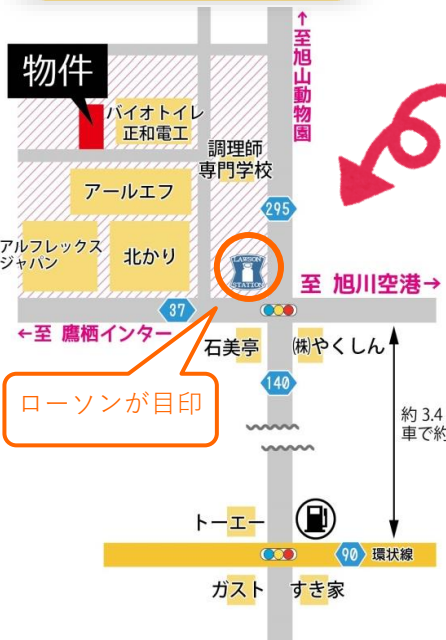 ↑至旭山動物園
物件
バイオトイレ
正和電工
調理師
専門学校
アールエフ
295
アルフレックス
ジャパン
北かり
LAWSON
STATION
至 旭川空港→
37
←至 鷹栖インター
石美亭
㈱やくしん
ローソンが目印
140
約 3.4
車で約
トーエー
90 環状線
ガスト
すき家